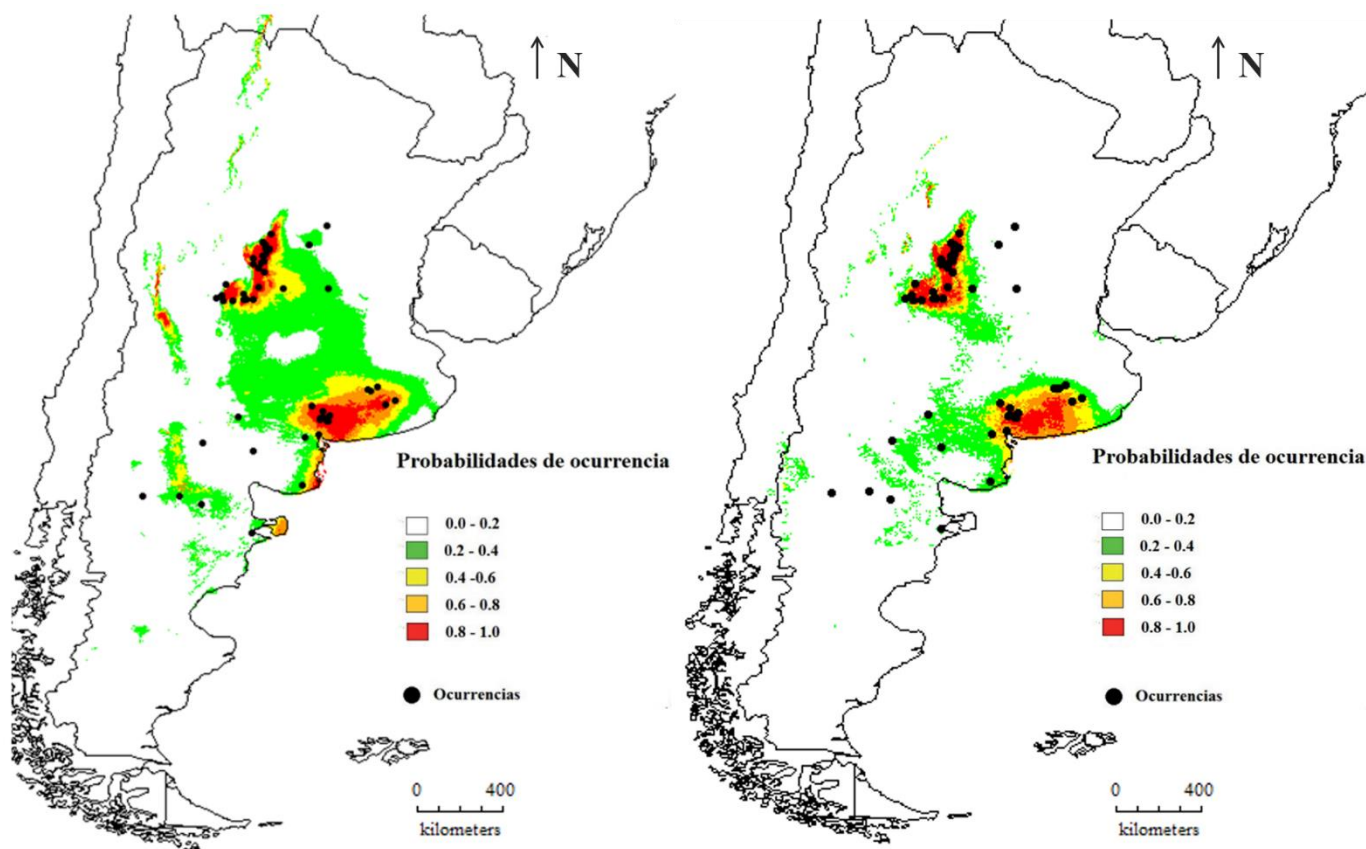 N
Probabilidades de ocurrencia
0.0 - 0.2
0.2 - 0.4
0.4 -0.6
0.6 - 0.8
0.8 - 1.0
Ocurrencias
0 400
kilometers
N
Probabilidades de ocurrencia
0.0 - 0.2
0.2 - 0.4
0.4 -0.6
0.6 - 0.8
0.8 - 1.0
Ocurrencias
0 400
kilometers